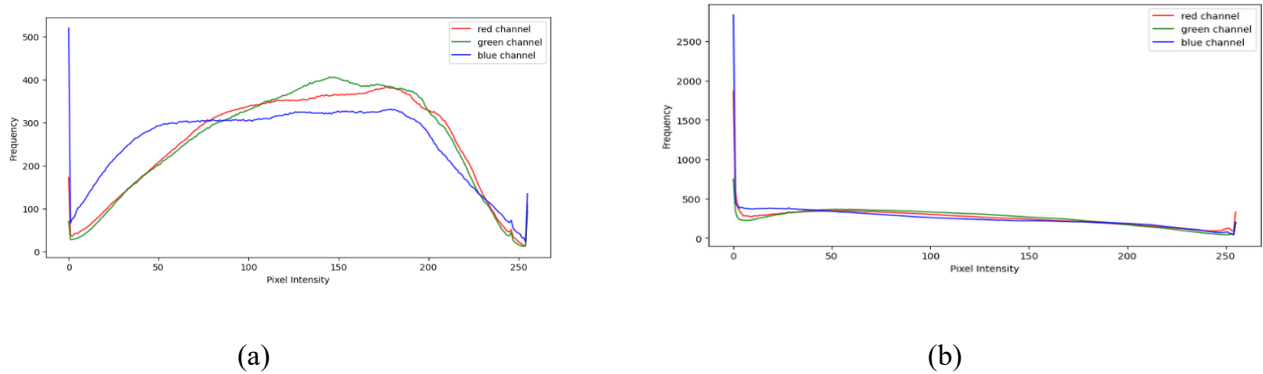 red channel
green channel
blue channel
500
400
300
200
100
0
Frequency
0
50
100
150
200
250
Pixel Intensity
(a)
red channel
green channel
blue channel
2500
2000
1500
1000
500
0
Frequency
0
50
100
150
200
250
Pixel Intensity
(b)